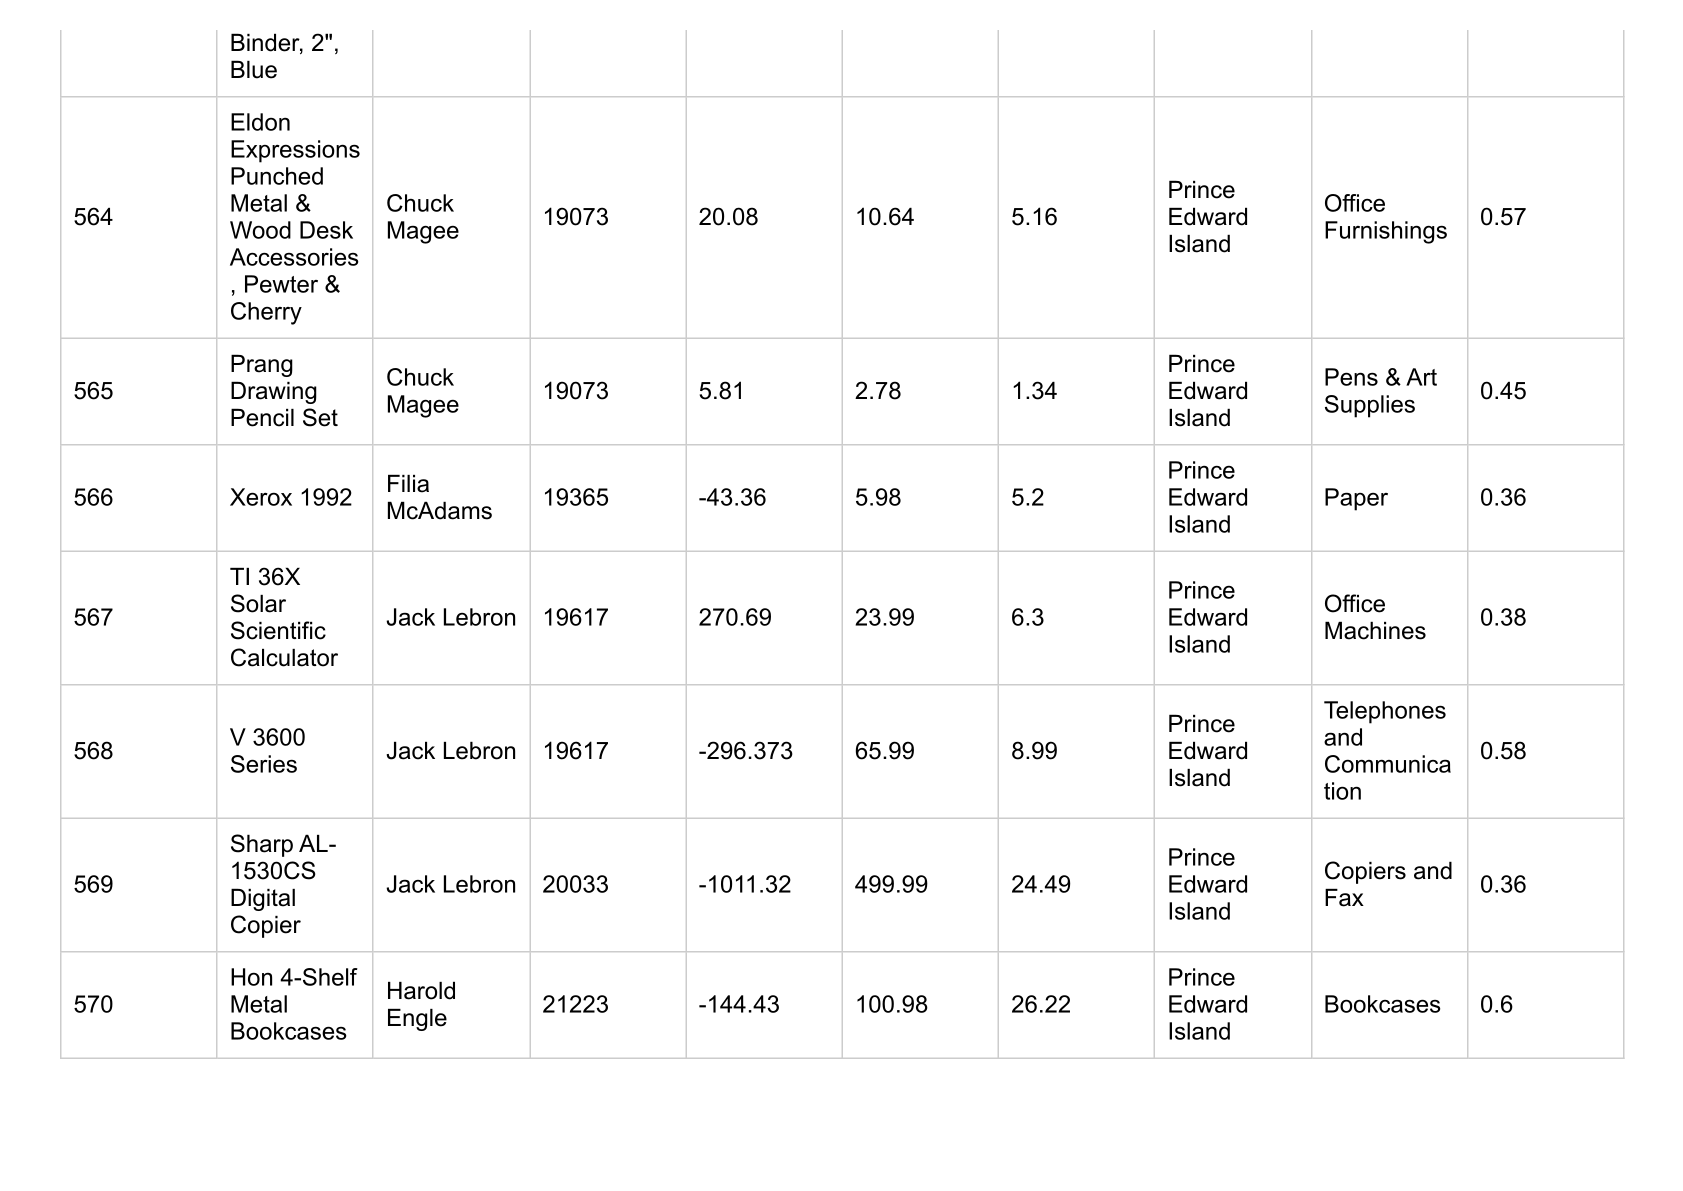 Binder, 2",
Blue
564
Eldon
Expressions
Punched
Metal &
Wood Desk
Accessories
, Pewter &
Cherry
Chuck
Magee
19073
20.08
10.64
5.16
Prince
Edward
Island
Office
Furnishings
0.57
565
Prang
Drawing
Pencil Set
Chuck
Magee
19073
5.81
2.78
1.34
Prince
Edward
Island
Pens & Art
Supplies
0.45
566
Xerox 1992
Filia
McAdams
19365
-43.36
5.98
5.2
Prince
Edward
Island
Paper
0.36
567
TI 36X
Solar
Scientific
Calculator
Jack Lebron
19617
270.69
23.99
6.3
Prince
Edward
Island
Office
Machines
0.38
568
V 3600
Series
Jack Lebron
19617
-296.373
65.99
8.99
Prince
Edward
Island
Telephones
and
Communica
tion
0.58
569
Sharp AL-
1530CS
Digital
Copier
Jack Lebron
20033
-1011.32
499.99
24.49
Prince
Edward
Island
Copiers and
Fax
0.36
570
Hon 4-Shelf
Metal
Bookcases
Harold
Engle
21223
-144.43
100.98
26.22
Prince
Edward
Island
Bookcases
0.6